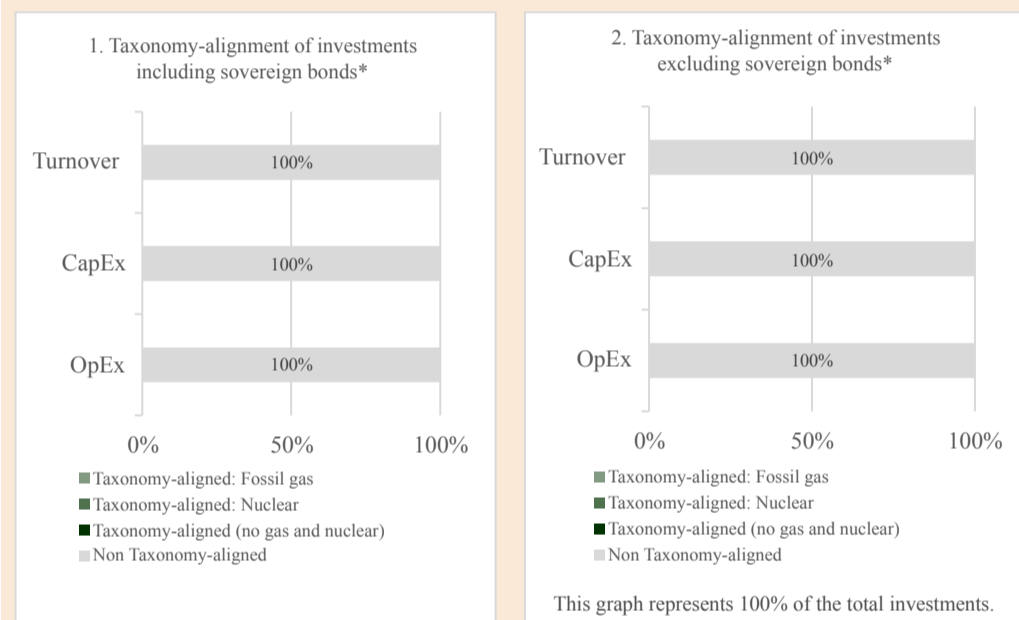 1. Taxonomy-alignment of investments
including sovereign bonds*
Turnover
100%
CapEx
100%
OpEx
100%
0% 50% 100%
Taxonomy-aligned: Fossil gas
Taxonomy-aligned: Nuclear
Taxonomy-aligned (no gas and nuclear)
Non Taxonomy-aligned
2. Taxonomy-alignment of investments
excluding sovereign bonds*
Turnover
100%
CapEx
100%
OpEx
100%
0% 50% 100%
Taxonomy-aligned: Fossil gas
Taxonomy-aligned: Nuclear
Taxonomy-aligned (no gas and nuclear)
Non Taxonomy-aligned
This graph represents 100% of the total investments.